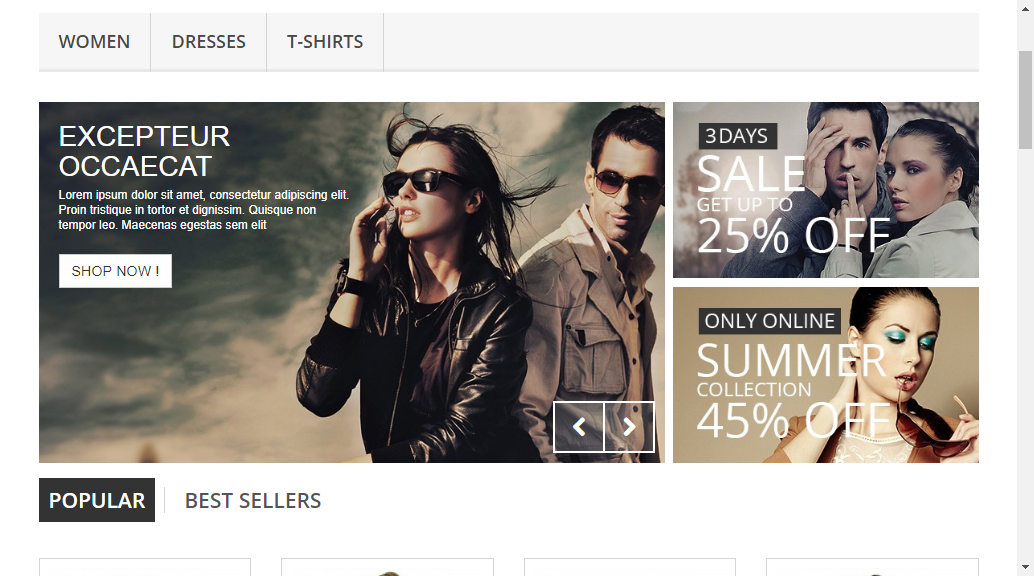 WOMEN
DRESSES
T-SHIRTS
EXCEPTEUR
OCCAECAT
Lorem ipsum dolor sit amet, consectetur adipiscing elit.
Proin tristique in tortor et dignissim. Quisque non
tempor leo. Maecenas egestas sem elit
SHOP NOW !
3 DAYS
SALE
GET UP TO
25% OFF
ONLY ONLINE
SUMMER
COLLECTION
45% OFF
POPULAR
BEST SELLERS